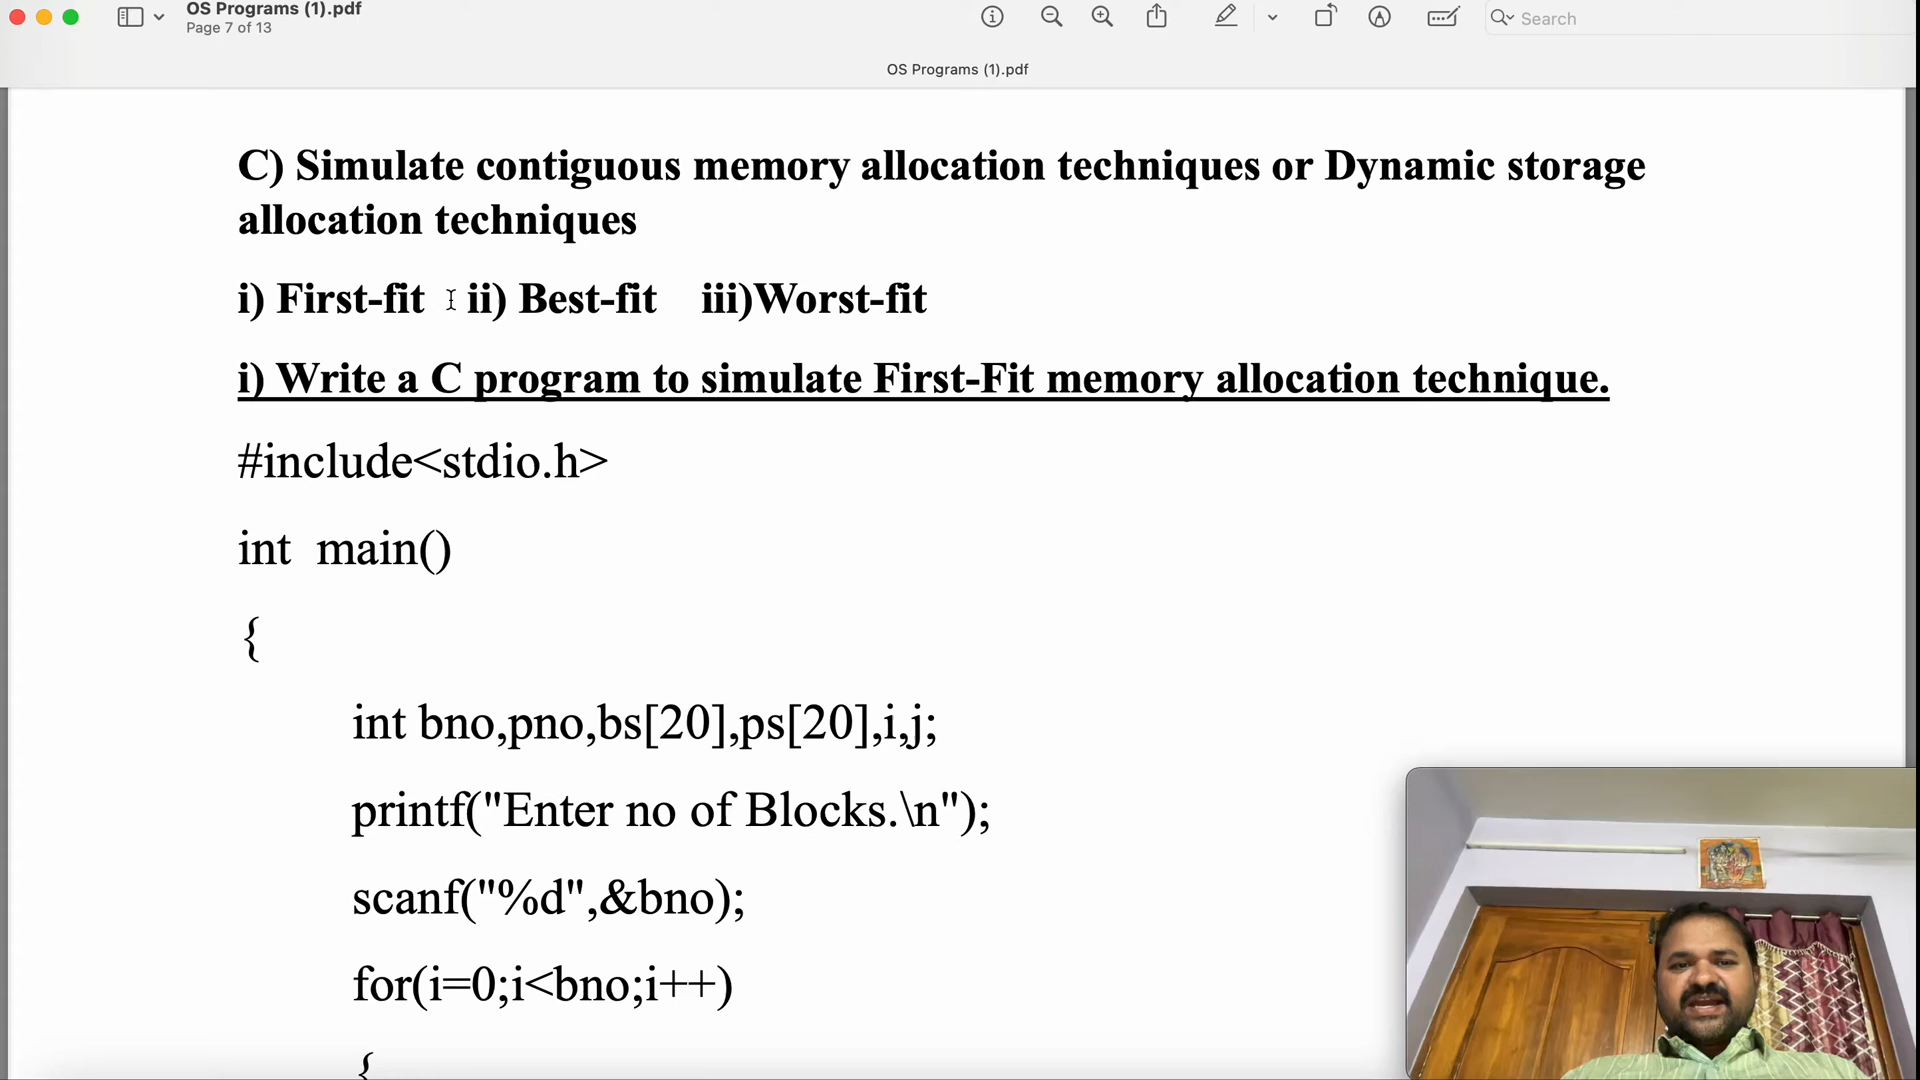 OS Programs (1).pdf
Page 7 of 13
Search
OS Programs (1).pdf
C) Simulate contiguous memory allocation techniques or Dynamic storage
allocation techniques
i) First-fit ii) Best-fit iii)Worst-fit
i) Write a C program to simulate First-Fit memory allocation technique.
#include<stdio.h>
int main()
{
int bno,pno,bs[20],ps[20],i,j;
printf("Enter no of Blocks.\n");
scanf("%d",&bno);
for(i=0;i<bno;i++)
{